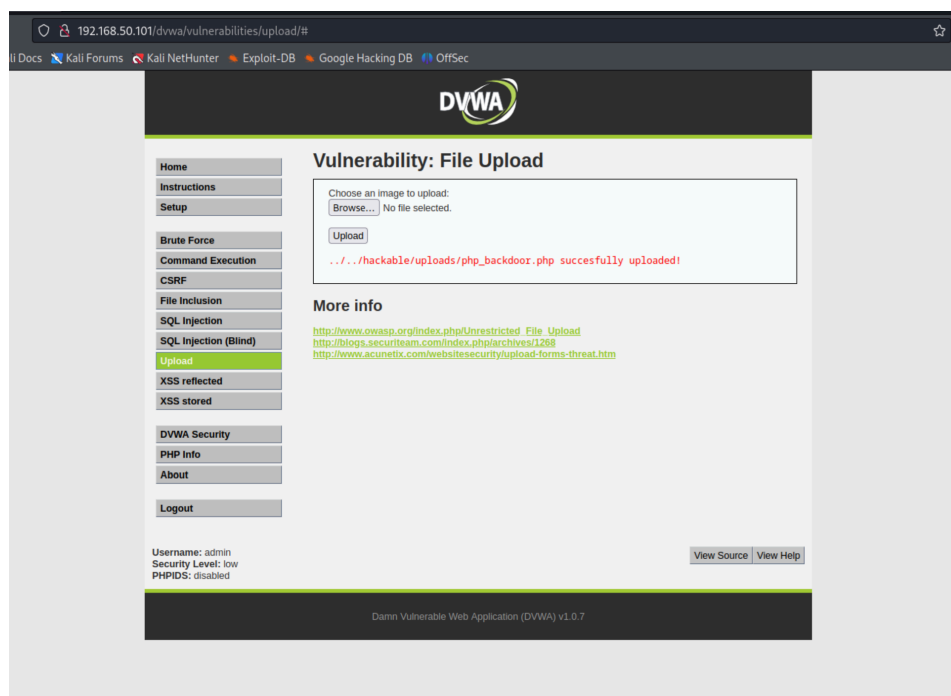 192.168.50.101/dvwa/vulnerabilities/upload/#
li Docs Kali Forums Kali NetHunter Exploit-DB Google Hacking DB OffSec
DVWA
Home
Instructions
Setup
Brute Force
Command Execution
CSRF
File Inclusion
SQL Injection
SQL Injection (Blind)
Upload
XSS reflected
XSS stored
DVWA Security
PHP Info
About
Logout
Vulnerability: File Upload
Choose an image to upload:
Browse... No file selected.
Upload
../../hackable/uploads/php_backdoor.php succesfully uploaded!
More info
http://www.owasp.org/index.php/Unrestricted_File_Upload
http://blogs.securiteam.com/index.php/archives/1268
http://www.acunetix.com/websitesecurity/upload-forms-threat.htm
Username: admin
Security Level: low
PHPIDS: disabled
View Source View Help
Damn Vulnerable Web Application (DVWA) v1.0.7